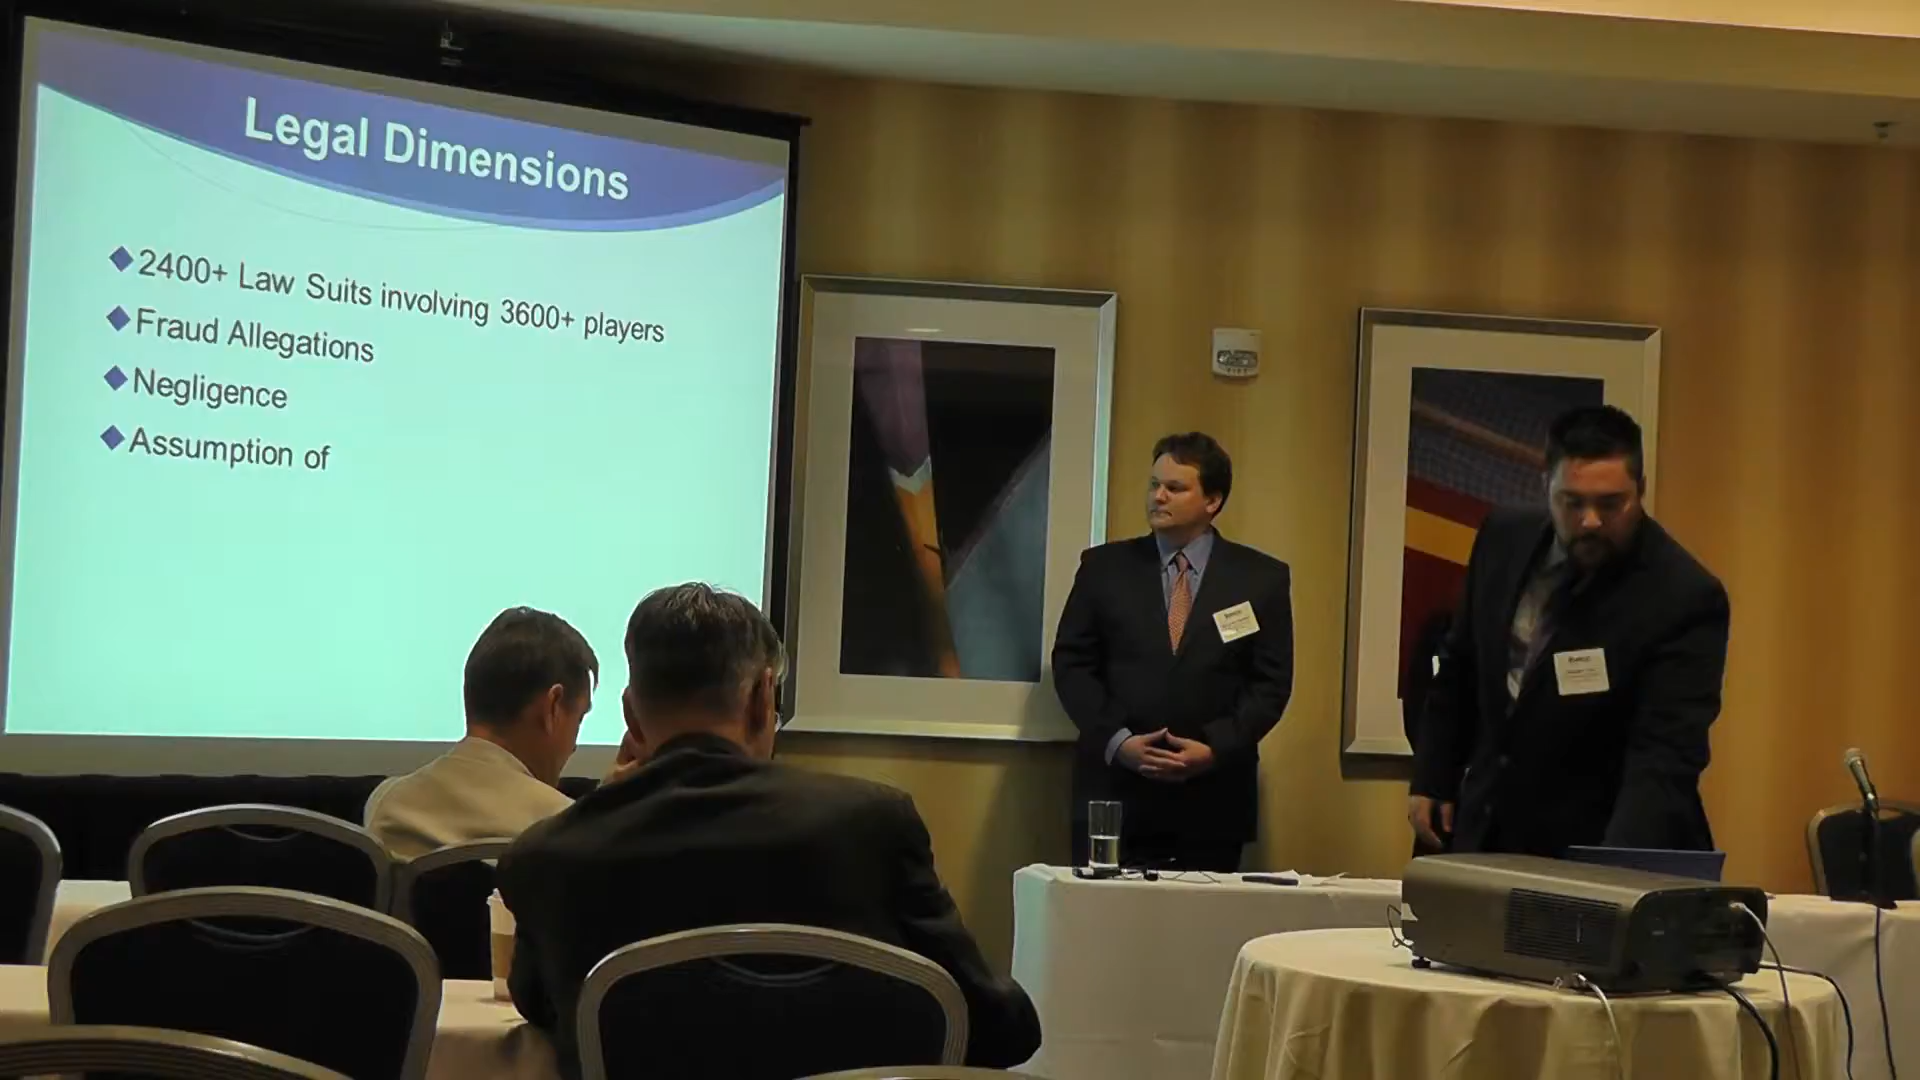 Legal Dimensions
2400+ Law Suits involving 3600+ players
Fraud Allegations
Negligence
Assumption of